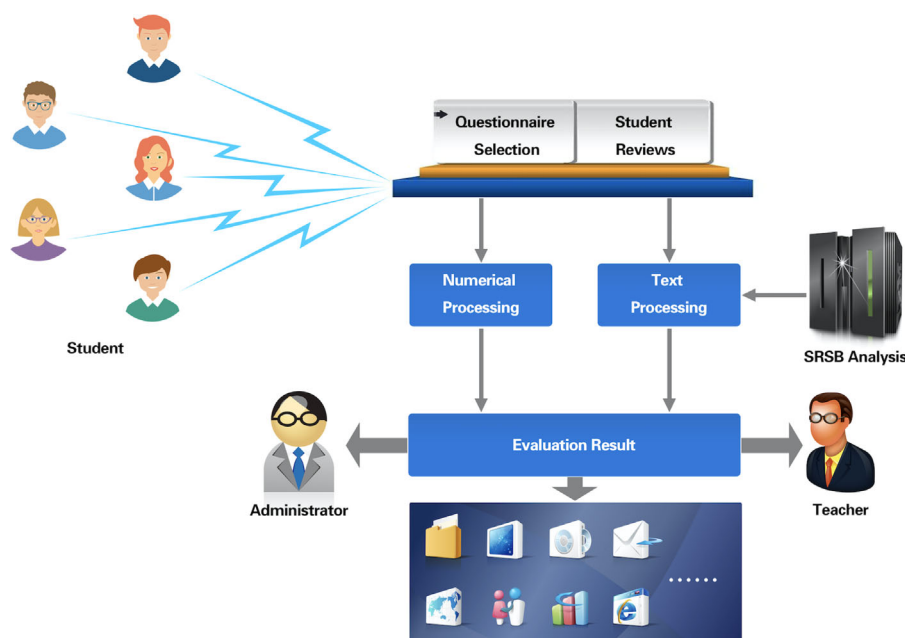 Questionnaire
Selection
Student
Reviews
Numerical
Processing
Text
Processing
Student
SRSB Analysis
Evaluation Result
Administrator
Teacher
......